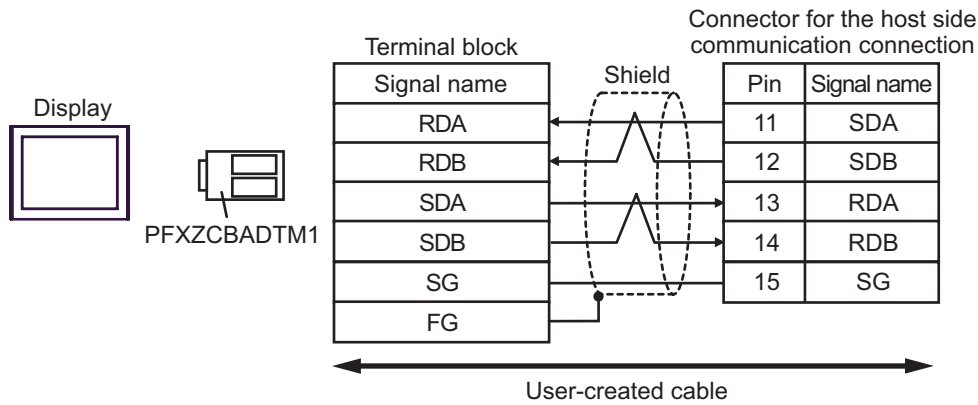 Connector for the host side
communication connection
Terminal block
Signal name
Shield
Pin
Signal name
Display
RDA
11
SDA
RDB
12
SDB
SDA
13
RDA
PFXZCBADTM1
SDB
14
RDB
SG
15
SG
FG
User-created cable